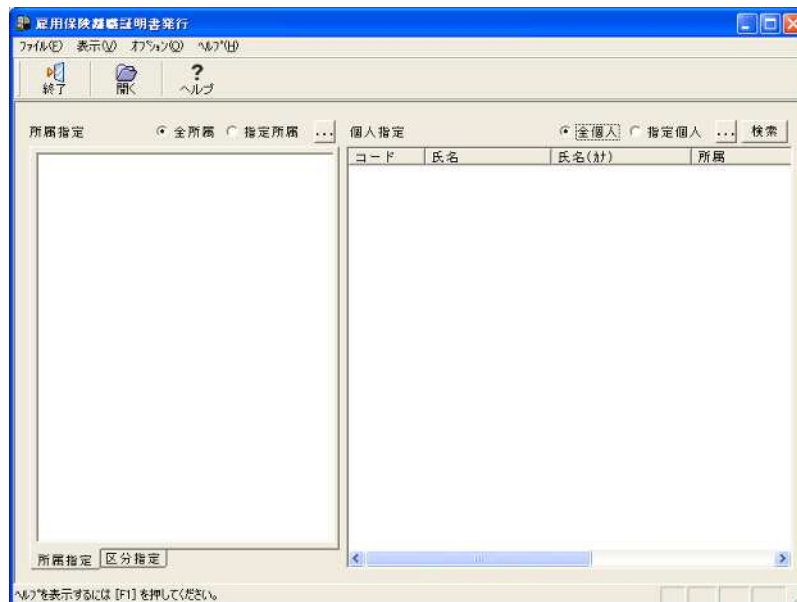 雇用保険離職証明書発行
ﾌｧｲﾙ(F) 表示(V) ｵﾌﾟｼｮﾝ(O) ﾍﾙﾌﾟ(H)
終了 開く ?ヘルプ
所属指定 全所属 指定所属 ... 個人指定 全個人 指定個人 ... 検索
コード 氏名 氏名(ｶﾅ) 所属
所属指定 区分指定
ﾍﾙﾌﾟを表示するには [F1] を押してください。